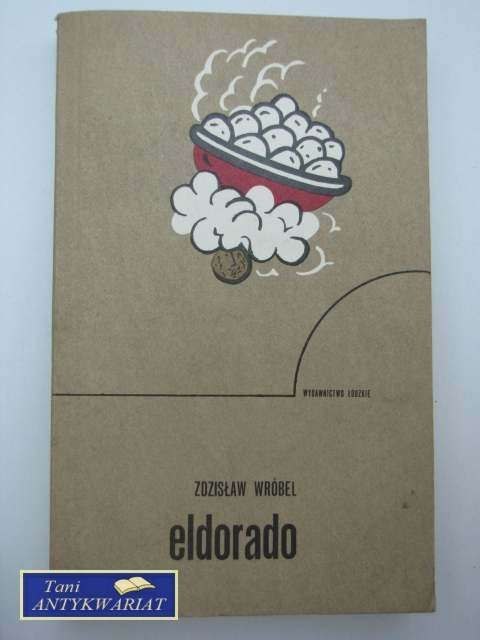 WYDAWNICTWO ŁÓDZKIE
ZDZISŁAW WRÓBEL
eldorado
Tani
ANTYKWARIAT